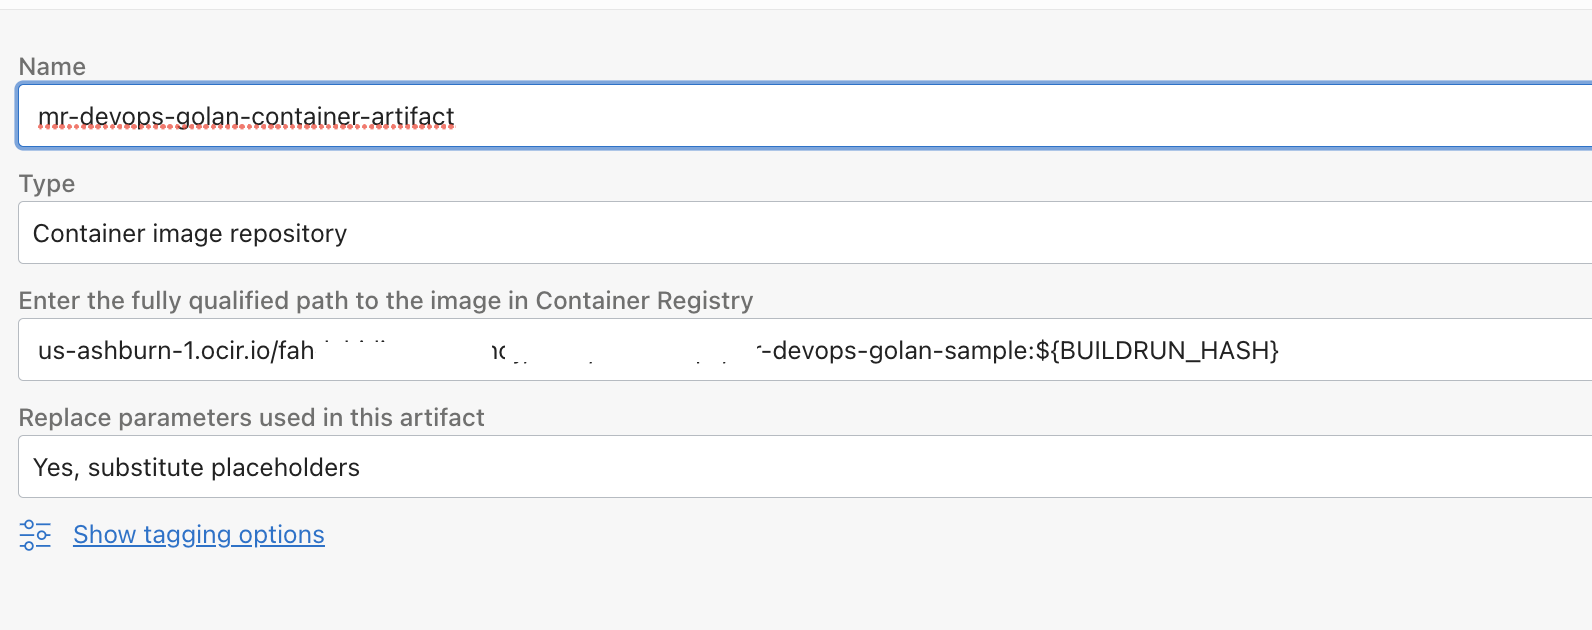 Name
mr-devops-golan-container-artifact
Type
Container image repository
Enter the fully qualified path to the image in Container Registry
us-ashburn-1.ocir.io/fah -devops-golan-sample:${BUILDRUN_HASH}
Replace parameters used in this artifact
Yes, substitute placeholders
Show tagging options